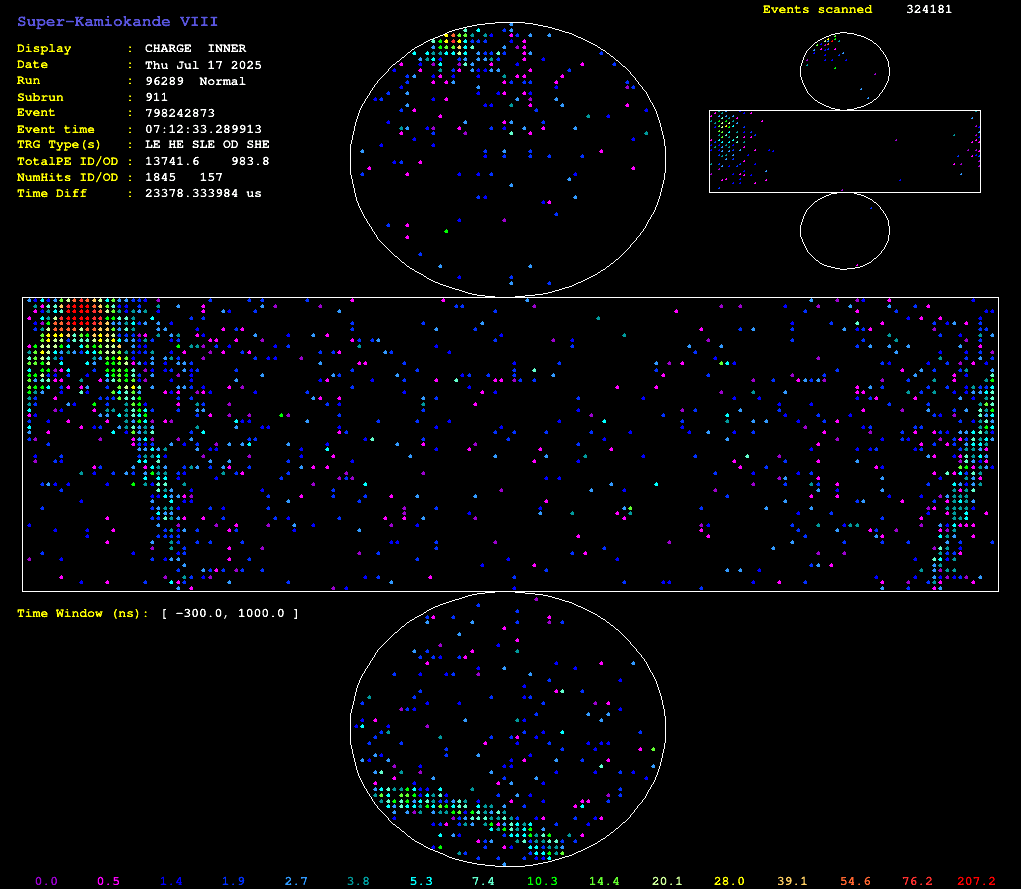 Super-Kamiokande VIII
Events scanned 324181
Display : CHARGE INNER
Date : Thu Jul 17 2025
Run : 96289 Normal
Subrun : 911
Event : 798242873
Event time : 07:12:33.289913
TRG Type(s) : LE HE SLE OD SHE
TotalPE ID/OD : 13741.6 983.8
NumHits ID/OD : 1845 157
Time Diff : 23378.333984 us
Time Window (ns): [ -300.0, 1000.0 ]
0.0 0.5 1.4 1.9 2.7 3.8 5.3 7.4 10.3 14.4 20.1 28.0 39.1 54.6 76.2 207.2